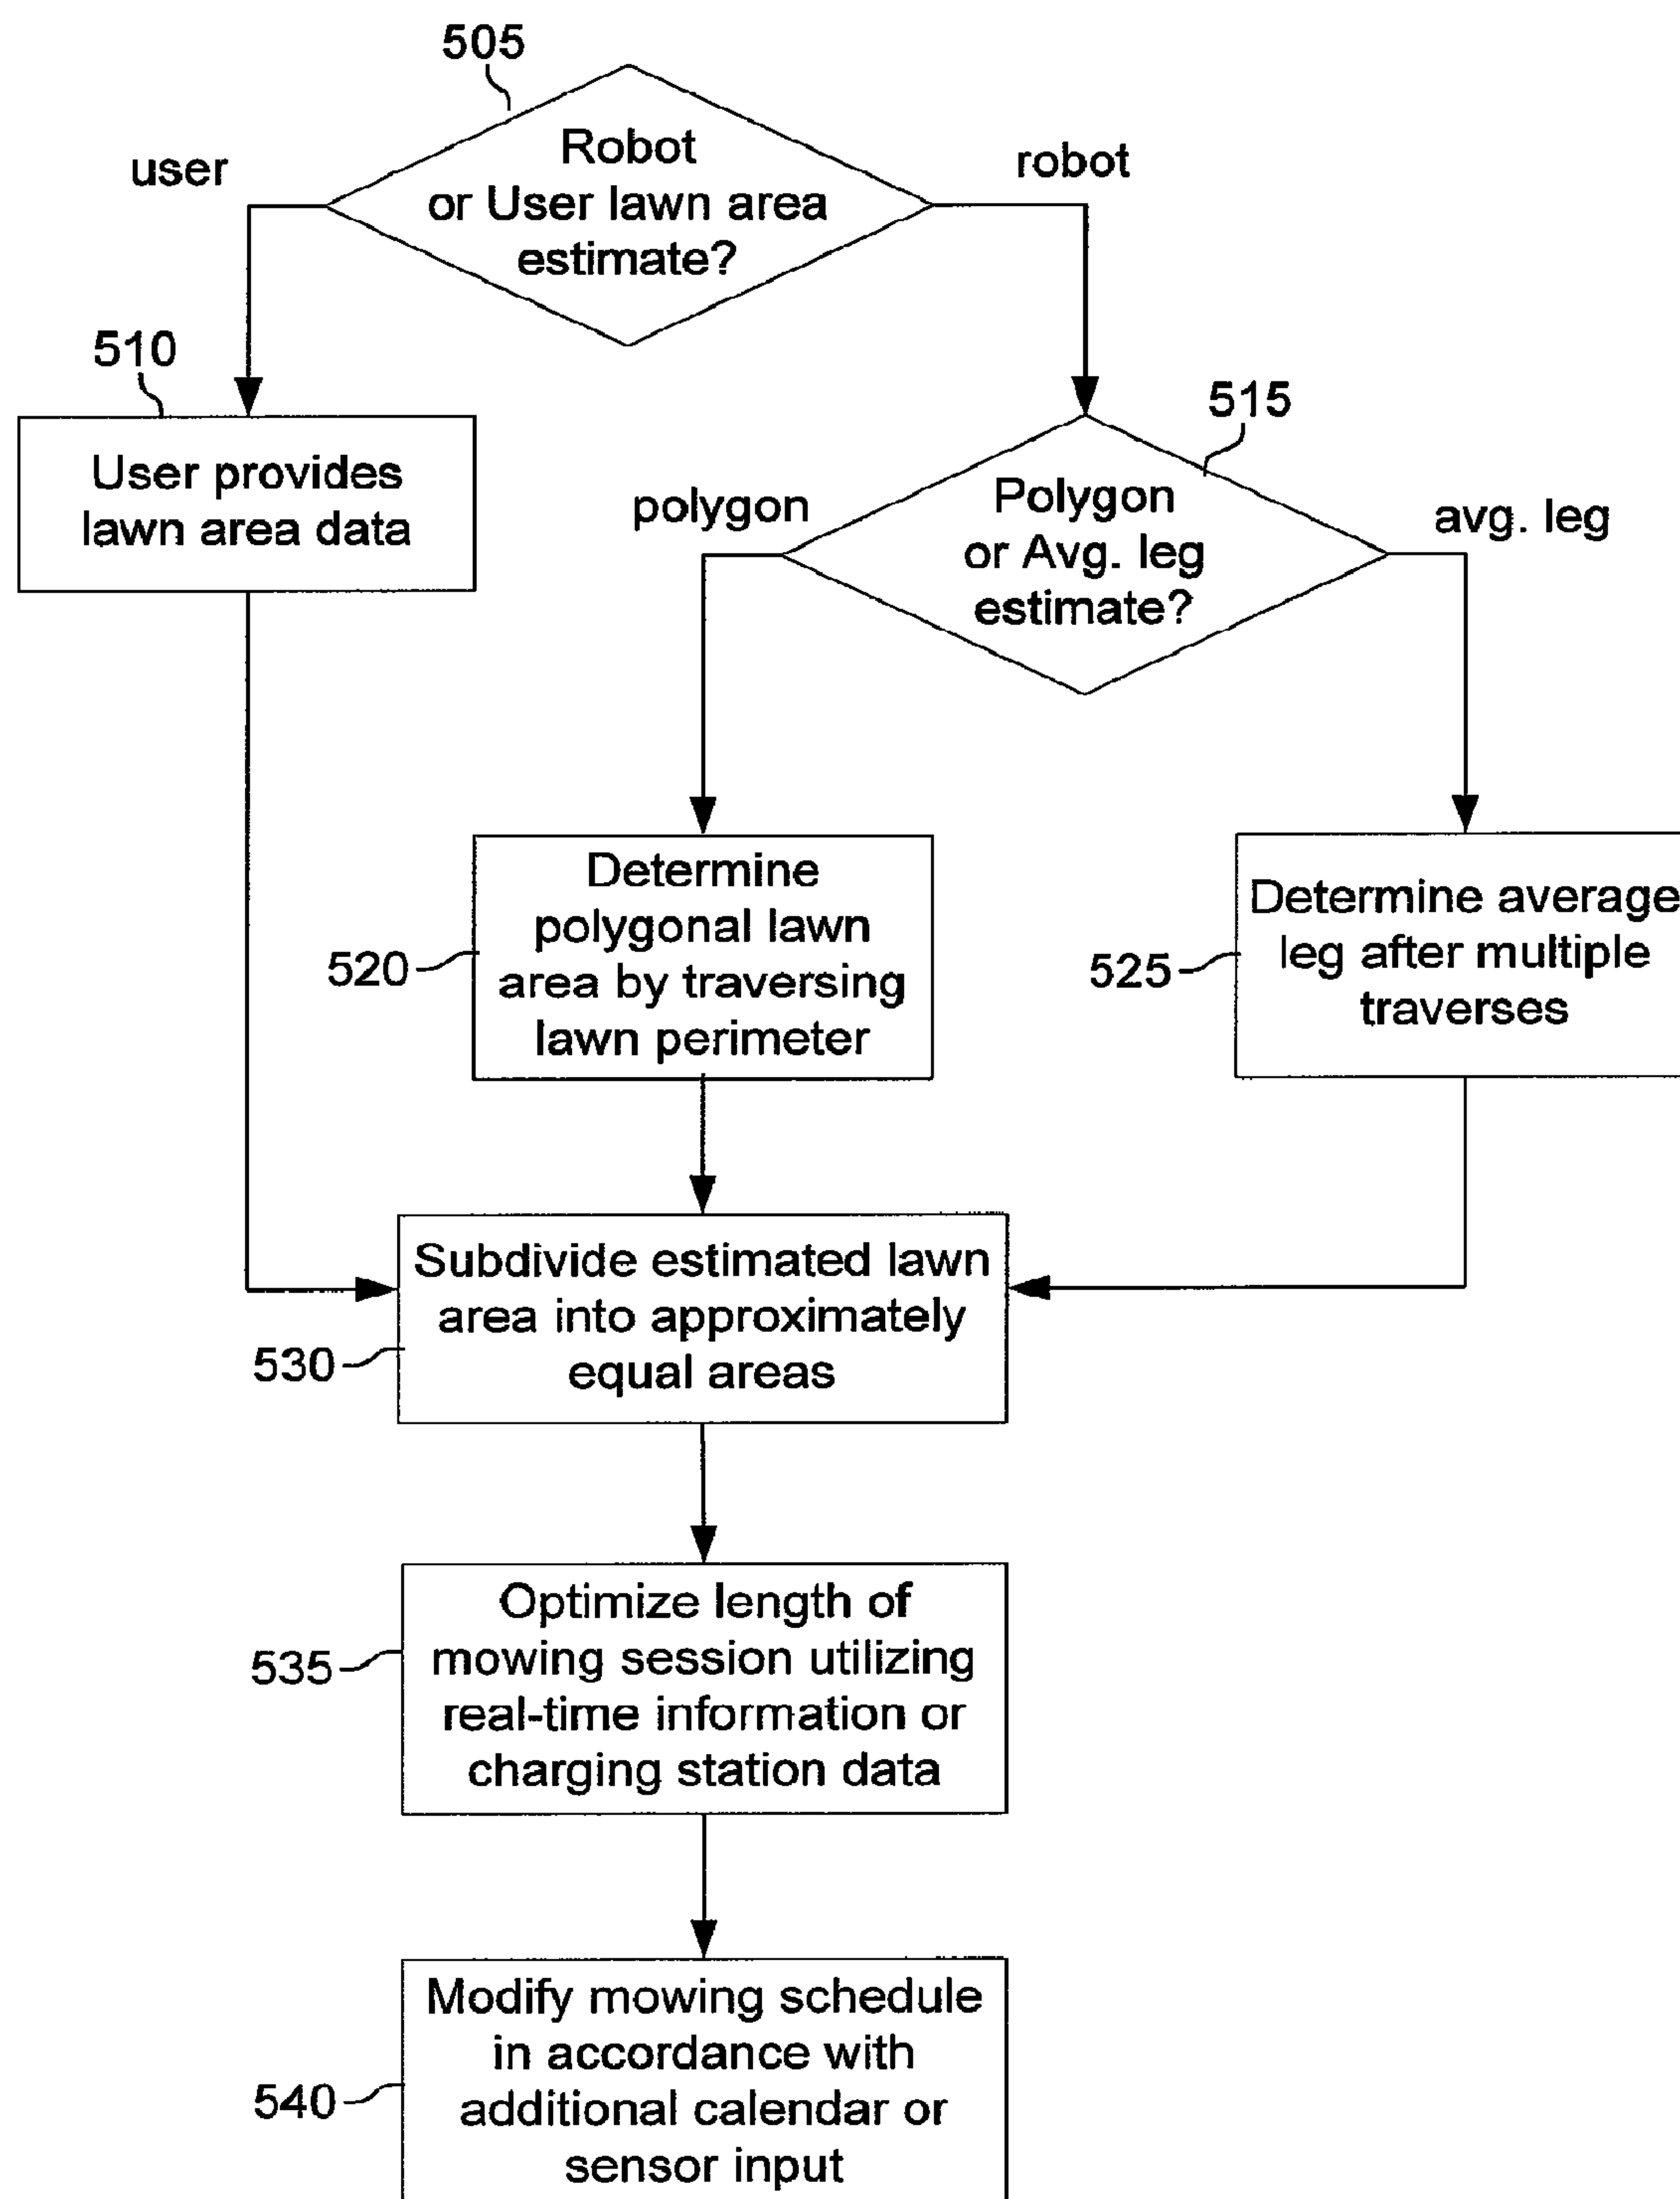 505
Robot
or User lawn area
estimate?
user
robot
510
User provides
lawn area data
515
Polygon
or Avg. leg
estimate?
polygon
avg. leg
Determine
polygonal lawn
area by traversing
lawn perimeter
520
Determine average
leg after multiple
traverses
525
Subdivide estimated lawn
area into approximately
equal areas
530
Optimize length of
mowing session utilizing
real-time information or
charging station data
535
Modify mowing schedule
in accordance with
additional calendar or
sensor input
540